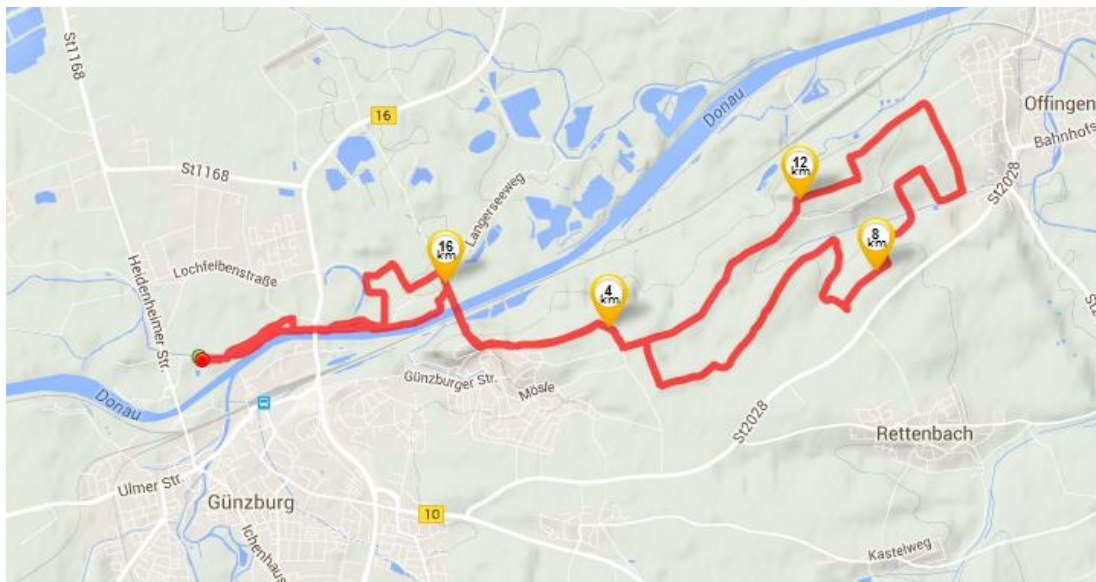 St1168
16
Donau
Offingen
Bahnhofs
St1168
Langerseeweg
12
km
St2028
16
km
8
km
Lochfelbenstraße
Heidenheimer Str.
4
km
St2
Günzburger Str.
Mösle
Donau
St2028
Rettenbach
Ulmer Str.
Günzburg
10
Ichenhaus
Kastelweg